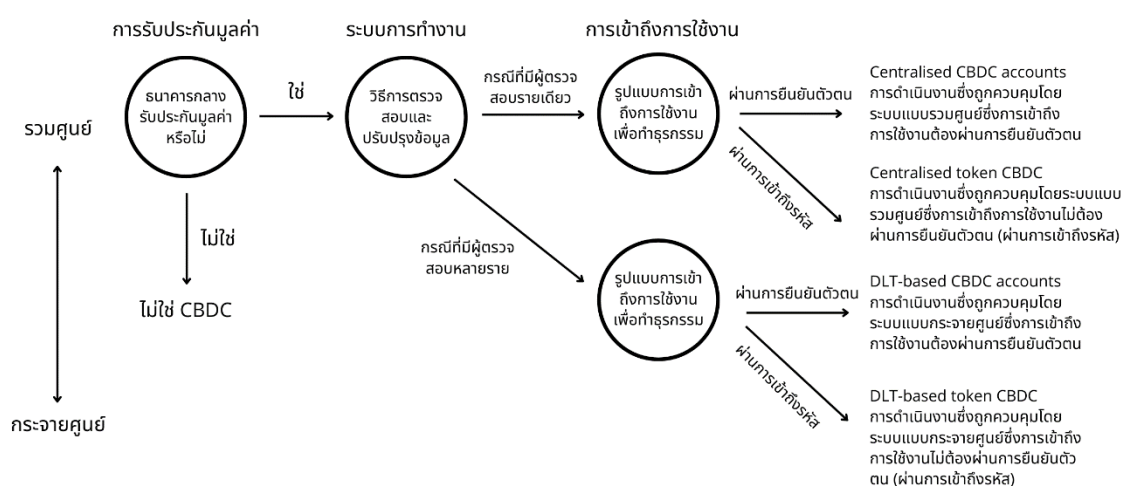 การรับประกันมูลค่า
ระบบการทำงาน
การเข้าถึงการใช้งาน
รวมศูนย์
กระจายศูนย์
ธนาคารกลาง
รับประกันมูลค่า
หรือไม่
ใช่
ไม่ใช่
ไม่ใช่ CBDC
วิธีการตรวจ
สอบและ
ปรับปรุงข้อมูล
กรณีที่มีผู้ตรวจ
สอบรายเดียว
กรณีที่มีผู้ตรวจ
สอบหลายราย
รูปแบบการเข้า
ถึงการใช้งาน
เพื่อทำธุรกรรม
ผ่านการยืนยันตัวตน
ผ่านการเข้าถึงรหัส
Centralised CBDC accounts
การดำเนินงานซึ่งถูกควบคุมโดย
ระบบแบบรวมศูนย์ซึ่งการเข้าถึง
การใช้งานต้องผ่านการยืนยันตัวตน
Centralised token CBDC
การดำเนินงานซึ่งถูกควบคุมโดยระบบแบบ
รวมศูนย์ซึ่งการเข้าถึงการใช้งานไม่ต้อง
ผ่านการยืนยันตัวตน (ผ่านการเข้าถึงรหัส)
รูปแบบการเข้า
ถึงการใช้งาน
เพื่อทำธุรกรรม
ผ่านการยืนยันตัวตน
ผ่านการเข้าถึงรหัส
DLT-based CBDC accounts
การดำเนินงานซึ่งถูกควบคุมโดย
ระบบแบบกระจายศูนย์ซึ่งการเข้าถึง
การใช้งานต้องผ่านการยืนยันตัวตน
DLT-based token CBDC
การดำเนินงานซึ่งถูกควบคุมโดย
ระบบแบบกระจายศูนย์ซึ่งการเข้าถึง
การใช้งานไม่ต้องผ่านการยืนยันตัว
ตน (ผ่านการเข้าถึงรหัส)